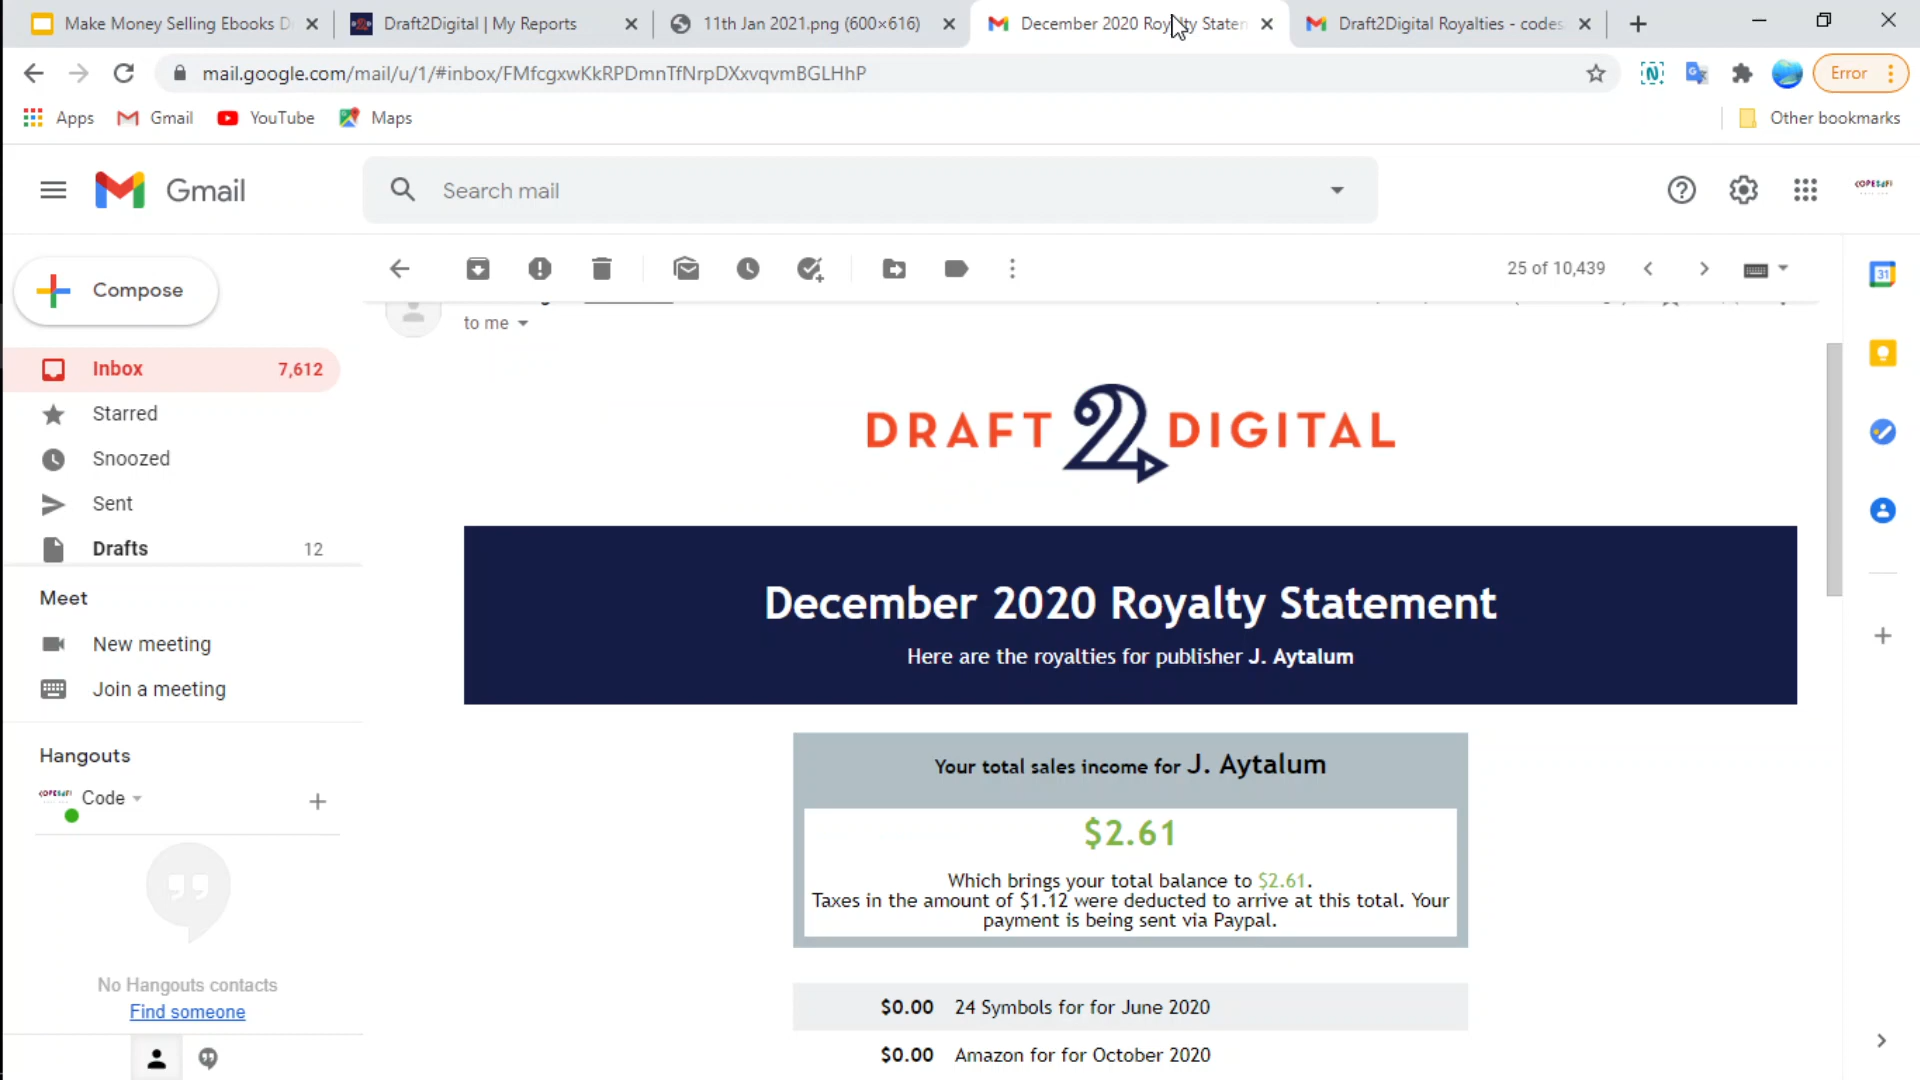 Make Money Selling Ebooks D
Draft2Digital | My Reports
11th Jan 2021.png (600×616)
December 2020 Royalty Statem
Draft2Digital Royalties - codes
mail.google.com/mail/u/1/#inbox/FMfcgxwKkRPDmnTfNrpDXxvqvmBGLHhP
Error
Apps
Gmail
YouTube
Maps
Other bookmarks
Gmail
Search mail
Compose
25 of 10,439
31
to me
Inbox 7,612
Starred
Snoozed
Sent
Drafts 12
Meet
New meeting
Join a meeting
Hangouts
Code
No Hangouts contacts
Find someone
DRAFT 2 DIGITAL
December 2020 Royalty Statement
Here are the royalties for publisher J. Aytalum
Your total sales income for J. Aytalum
$2.61
Which brings your total balance to $2.61.
Taxes in the amount of $1.12 were deducted to arrive at this total. Your
payment is being sent via Paypal.
$0.00 24 Symbols for for June 2020
$0.00 Amazon for for October 2020